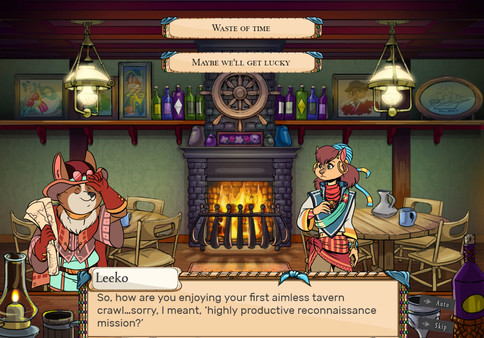 Waste of time
Maybe we'll get lucky
Leeko
So, how are you enjoying your first aimless tavern
crawl...sorry, I meant, 'highly productive reconnaissance
mission?'
Auto
Skip